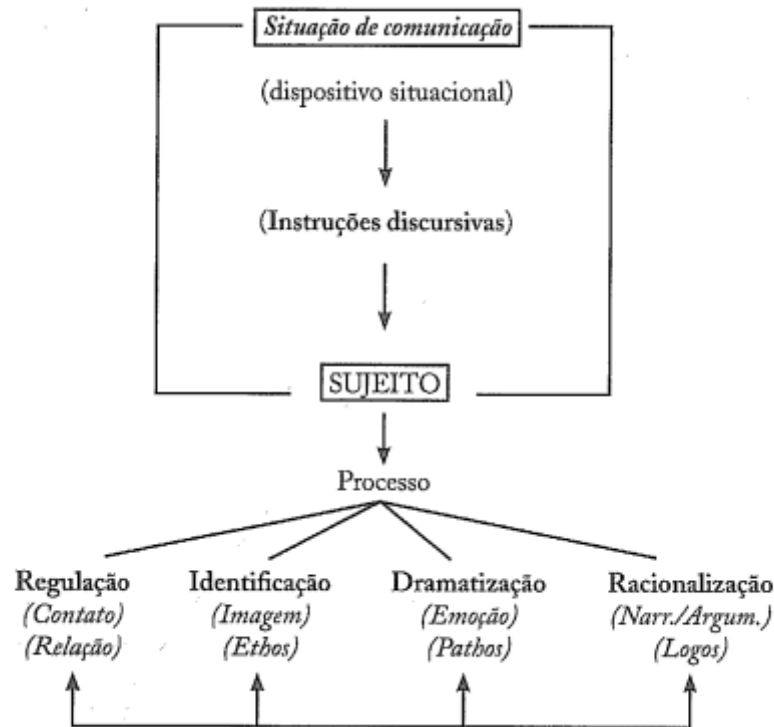 Situação de comunicação
(dispositivo situacional)
(Instruções discursivas)
SUJEITO
Processo
Regulação Identificação Dramatização Racionalização
(Contato) (Imagem) (Emoção) (Narr./Argum.)
(Relação) (Ethos) (Pathos) (Logos)